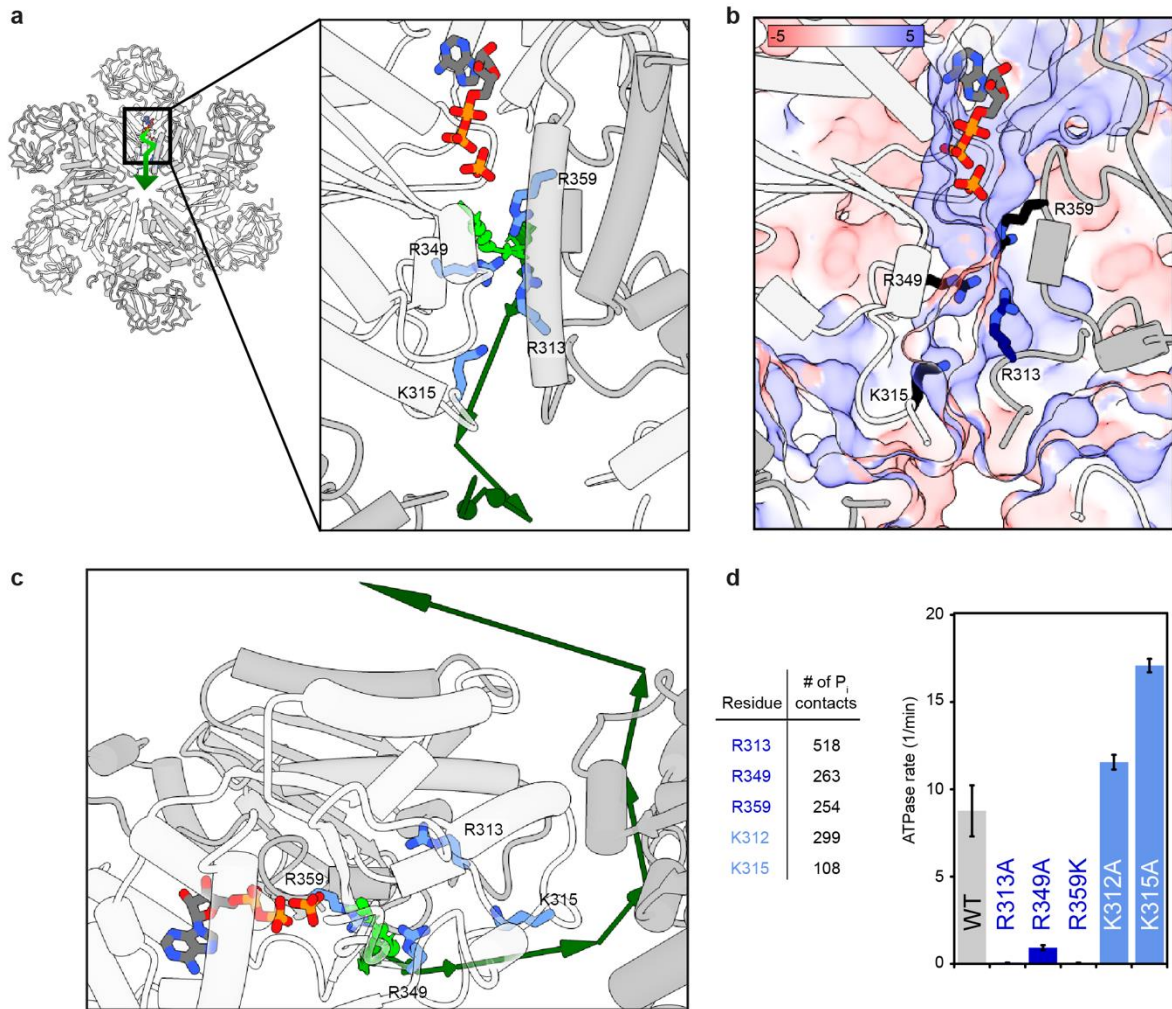 a
b
R359
R349
R313
K315
-5 5
R359
R349
R313
K315
c
d
R313
R359
K315
R349
Residue # of Pi contacts
R313 518
R349 263
R359 254
K312 299
K315 108
ATPase rate (1/min)
20
15
10
5
0
WT
R313A
R349A
R359K
K312A
K315A